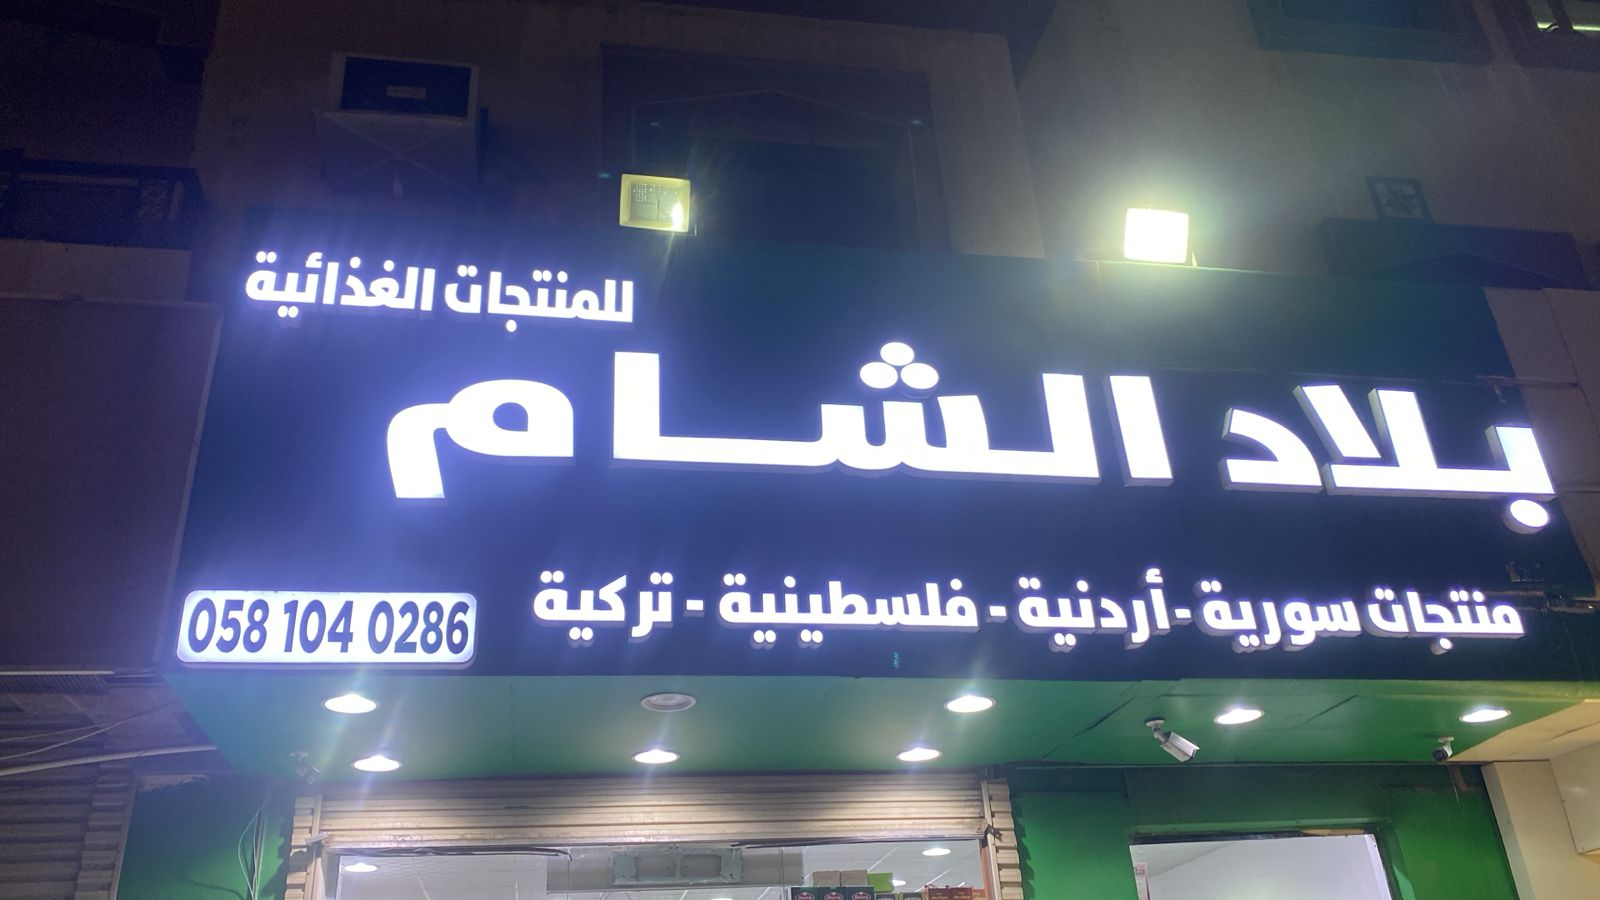 للمنتجات الغذائية
بلاد الشام
منتجات سورية - أردنية - فلسطينية - تركية
058 104 0286